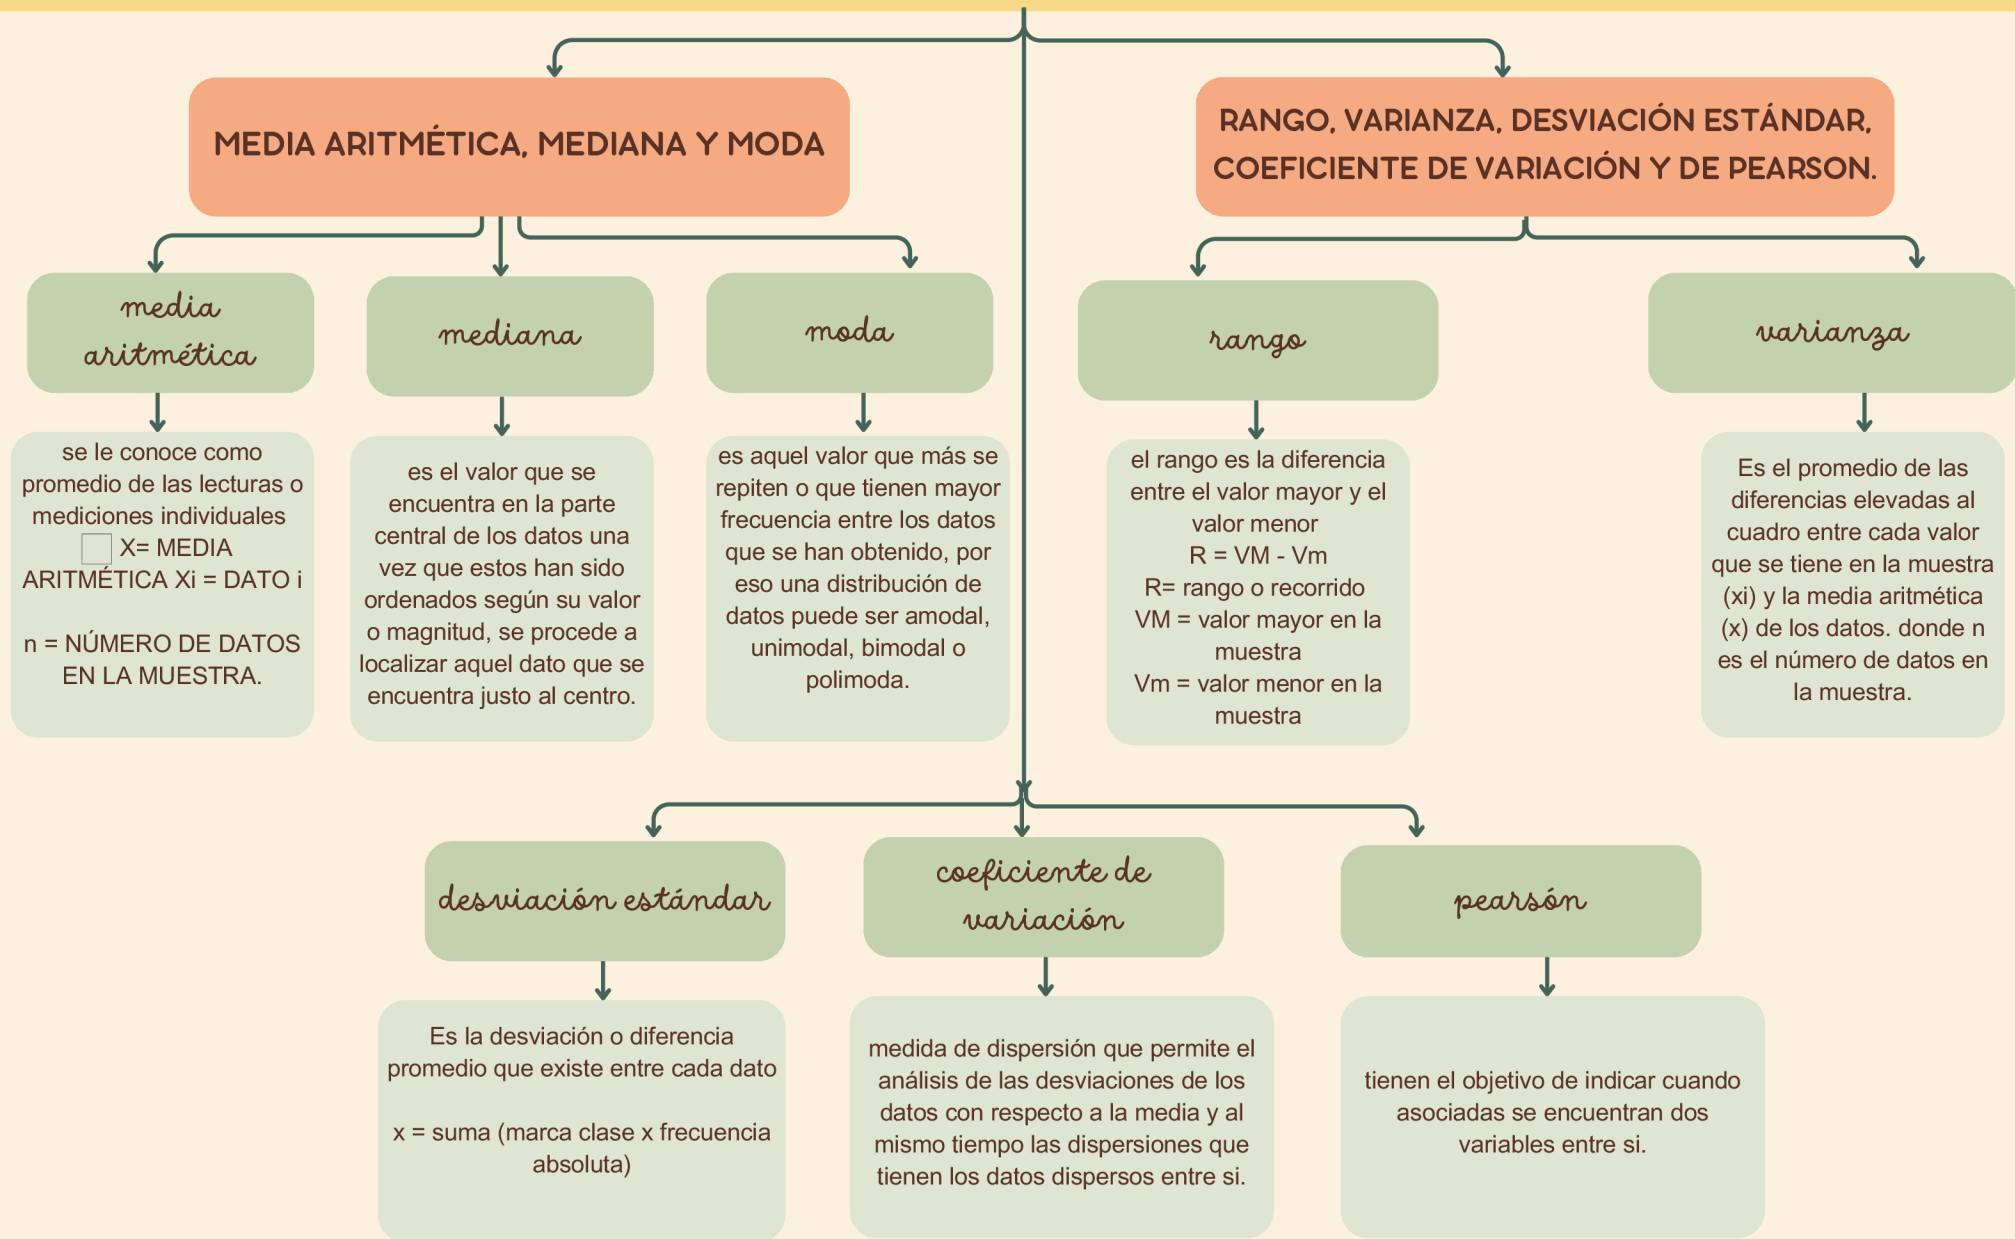 MEDIA ARITMÉTICA, MEDIANA Y MODA
RANGO, VARIANZA, DESVIACIÓN ESTÁNDAR,
COEFICIENTE DE VARIACIÓN Y DE PEARSON.
media
aritmética
mediana
moda
rango
varianza
se le conoce como
promedio de las lecturas o
mediciones individuales
X= MEDIA
ARITMÉTICA Xi = DATO i
n = NÚMERO DE DATOS
EN LA MUESTRA.
es el valor que se
encuentra en la parte
central de los datos una
vez que estos han sido
ordenados según su valor
o magnitud, se procede a
localizar aquel dato que se
encuentra justo al centro.
es aquel valor que más se
repiten o que tienen mayor
frecuencia entre los datos
que se han obtenido, por
eso una distribución de
datos puede ser amodal,
unimodal, bimodal o
polimoda.
el rango es la diferencia
entre el valor mayor y el
valor menor
R = VM - Vm
R= rango o recorrido
VM = valor mayor en la
muestra
Vm = valor menor en la
muestra
Es el promedio de las
diferencias elevadas al
cuadro entre cada valor
que se tiene en la muestra
(xi) y la media aritmética
(x) de los datos. donde n
es el número de datos en
la muestra.
desviación estándar
coeficiente de
variación
pearsón
Es la desviación o diferencia
promedio que existe entre cada dato
x = suma (marca clase x frecuencia
absoluta)
medida de dispersión que permite el
análisis de las desviaciones de los
datos con respecto a la media y al
mismo tiempo las dispersiones que
tienen los datos dispersos entre si.
tienen el objetivo de indicar cuando
asociadas se encuentran dos
variables entre si.